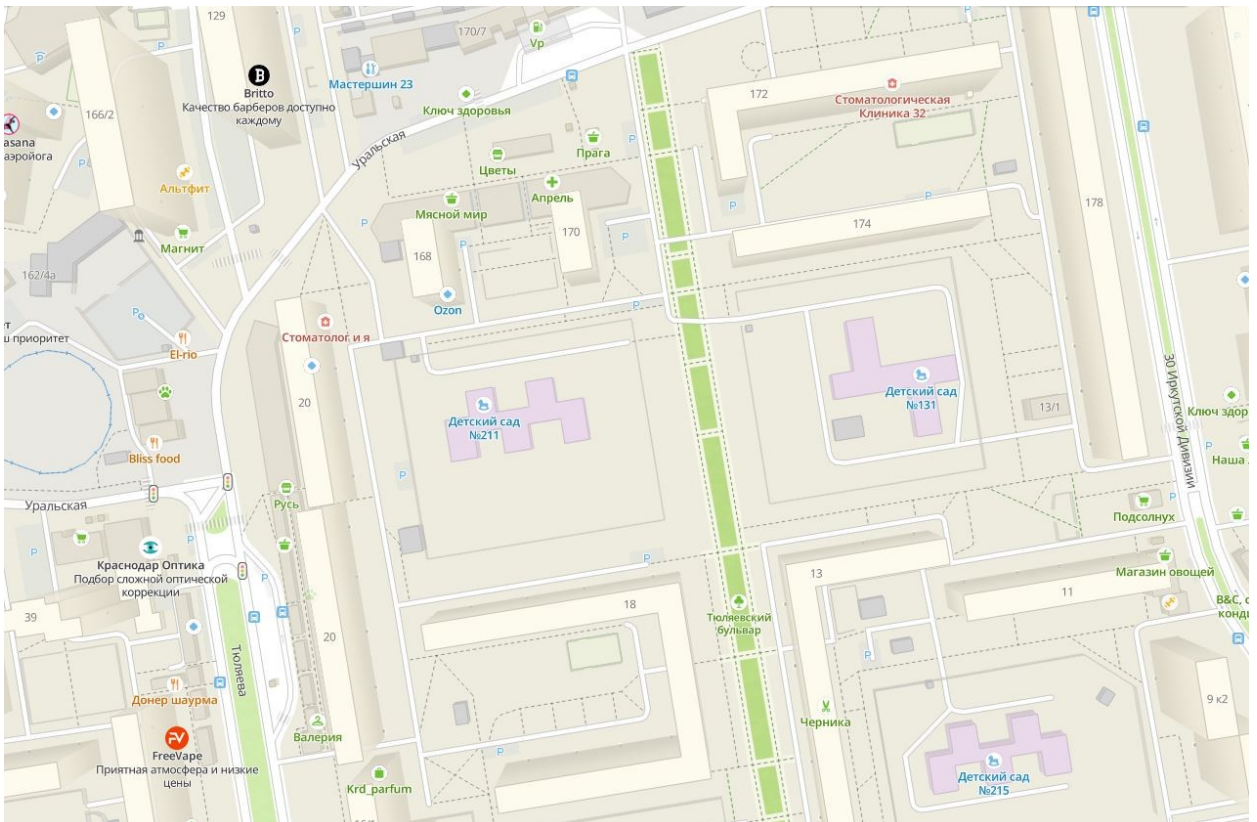 129
170/7
Vp
B
Britto
Качество барберов доступно
каждому
Мастершин 23
166/2
Ключ здоровья
172
Стоматологическая
Клиника 32
asana
аэройога
Уральская
Прага
Цветы
Альтфит
Апрель
Мясной мир
178
174
170
Магнит
168
162/4а
Ozon
ш приоритет
Стоматолог и я
El-rio
30 Иркутской Дивизии
Детский сад
№131
20
Детский сад
№211
13/1
Ключ здор
Bliss food
Наша
Уральская
Русь
Подсолнух
Краснодар Оптика
Подбор сложной оптической
коррекции
Магазин овощей
13
11
18
Тюляевский
бульвар
B&C, с
конди
39
20
Тюляева
Донер шаурма
9 к2
Черника
Валерия
FV
FreeVape
Приятная атмосфера и низкие
цены
Krd_parfum
Детский сад
№215